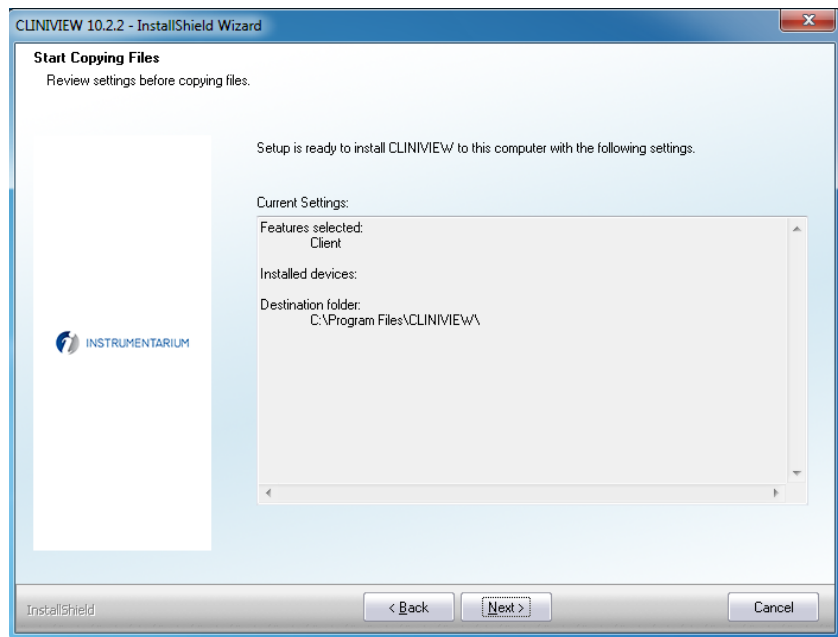 CLINIVIEW 10.2.2 - InstallShield Wizard
Start Copying Files
Review settings before copying files.
Setup is ready to install CLINIVIEW to this computer with the following settings.
Current Settings:
Features selected:
Client
Installed devices:
Destination folder:
C:\Program Files\CLINIVIEW\
INSTRUMENTARIUM
InstallShield
< Back
Next >
Cancel